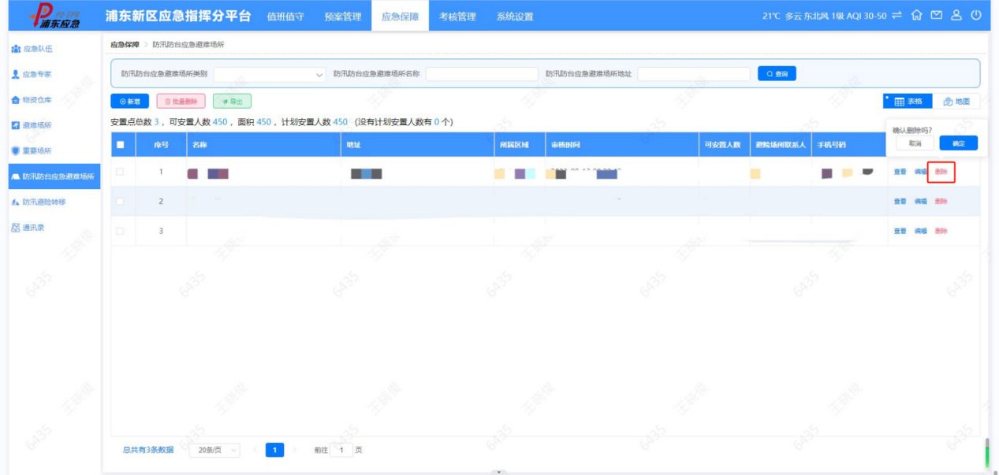 PD-EPR
浦东应急
浦东新区应急指挥分平台 值班值守 预案管理 应急保障 考核管理 系统设置 21℃ 多云 东北风 1级 AQI 30-50
应急队伍
应急专家
物资仓库
避难场所
重要场所
防汛防台应急避难场所
防汛避险转移
通讯录
应急保障 > 防汛防台应急避难场所
防汛防台应急避难场所类别 防汛防台应急避难场所名称 防汛防台应急避难场所地址 查询
新增 批量删除 导出 表格 地图
安置点总数 3 ，可安置人数 450 ，面积 450 ，计划安置人数 450 （没有计划安置人数有 0 个）
确认删除吗?
取消 确定
序号 名称 地址 所属区域 审核时间 可安置人数 避险场所联系人 手机号码
1 查看 编辑 删除
2 查看 编辑 删除
3 查看 编辑 删除
总共有3条数据 20条/页 < 1 > 前往 1 页
王晓俊
6435